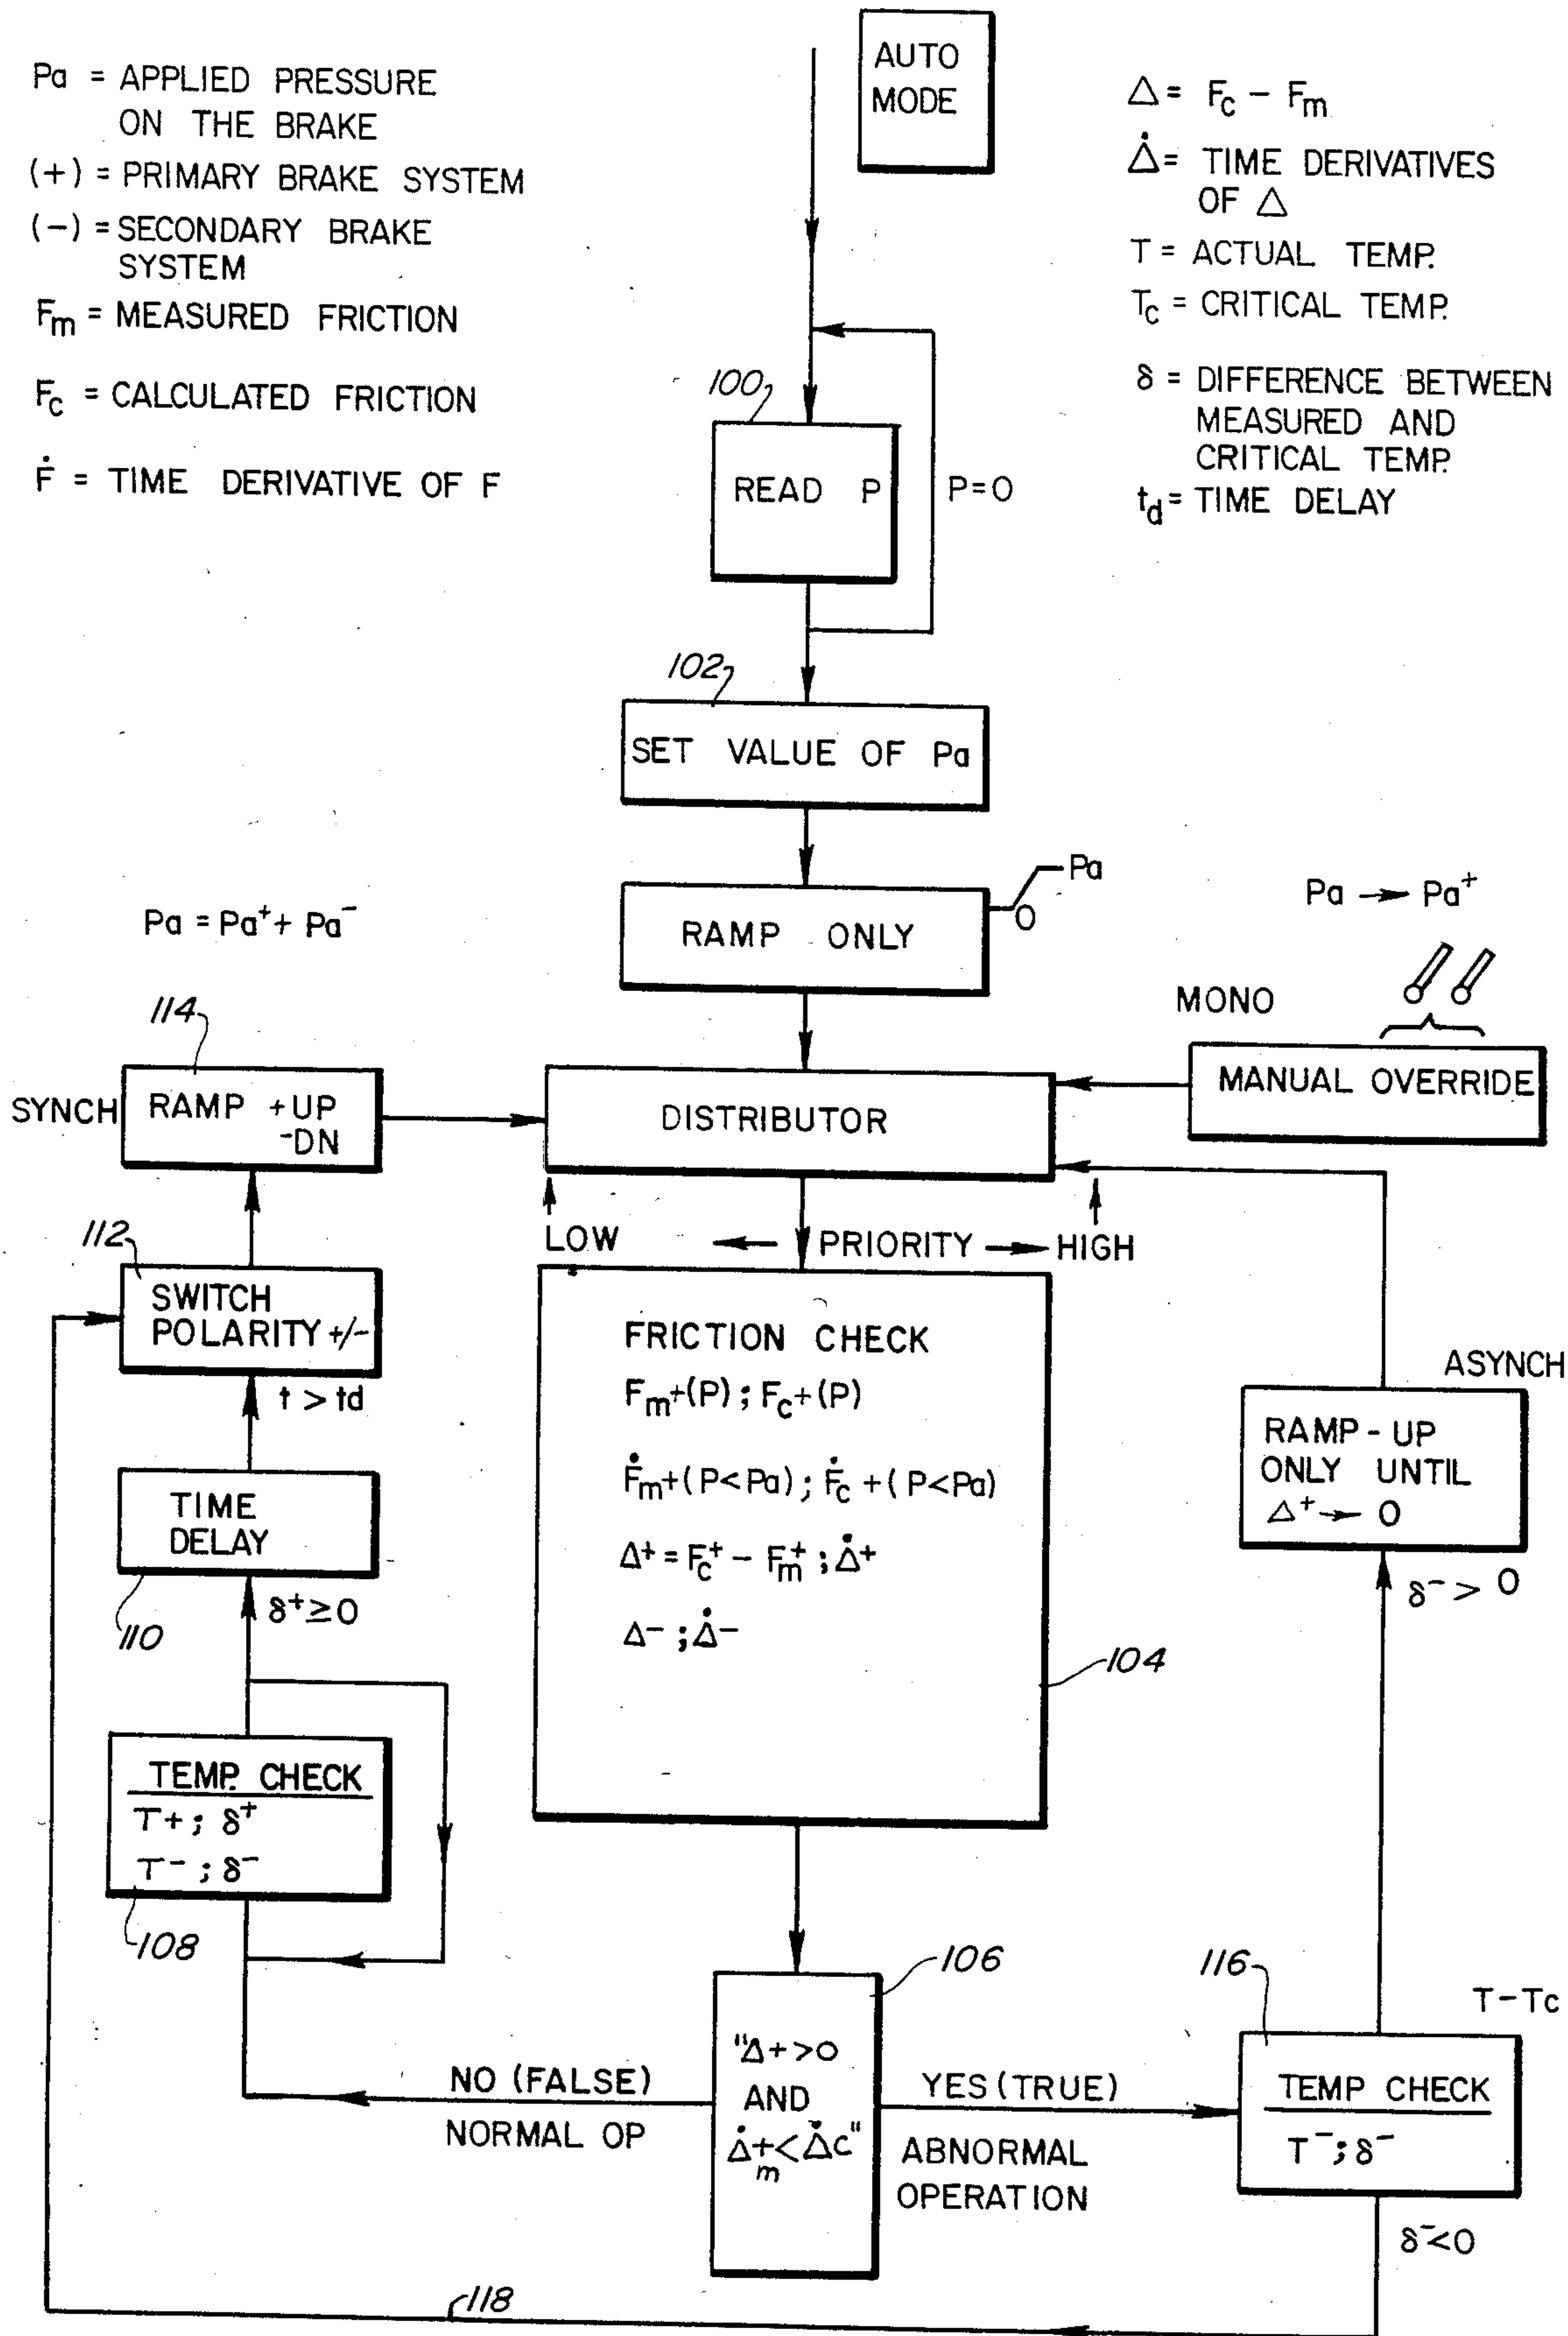 AUTO
MODE
Pa = APPLIED PRESSURE
ON THE BRAKE
(+) = PRIMARY BRAKE SYSTEM
(-) = SECONDARY BRAKE
SYSTEM
Fm = MEASURED FRICTION
Fc = CALCULATED FRICTION
Ḟ = TIME DERIVATIVE OF F
Δ = Fc - Fm
Δ̇ = TIME DERIVATIVES
OF Δ
T = ACTUAL TEMP.
Tc = CRITICAL TEMP.
δ = DIFFERENCE BETWEEN
MEASURED AND
CRITICAL TEMP.
td = TIME DELAY
100
READ P
P=0
102
SET VALUE OF Pa
RAMP ONLY
Pa
0
Pa = Pa⁺ + Pa⁻
Pa → Pa⁺
MONO
MANUAL OVERRIDE
114
SYNCH
RAMP +UP
-DN
DISTRIBUTOR
LOW ← PRIORITY → HIGH
112
SWITCH
POLARITY +/-
t > td
TIME
DELAY
110
δ⁺ ≥ 0
TEMP. CHECK
T+; δ⁺
T⁻; δ⁻
108
FRICTION CHECK
Fm+(P); Fc+(P)
Ḟm+(P<Pa); Ḟc+(P<Pa)
Δ⁺ = Fc⁺ - Fm⁺; Δ̇⁺
Δ⁻; Δ̇⁻
104
ASYNCH
RAMP-UP
ONLY UNTIL
Δ⁺ → 0
δ⁻ > 0
106
"Δ+>0
AND
Δ̇m+<Δ̇c"
NO (FALSE)
NORMAL OP
YES (TRUE)
ABNORMAL
OPERATION
116
T-Tc
TEMP CHECK
T⁻; δ⁻
δ⁻<0
118